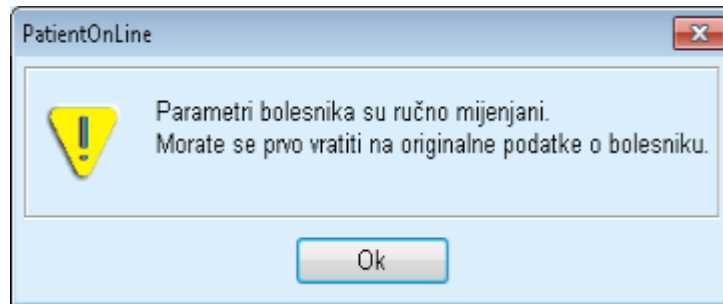 PatientOnLine
Parametri bolesnika su ručno mijenjani.
Morate se prvo vratiti na originalne podatke o bolesniku.
Ok